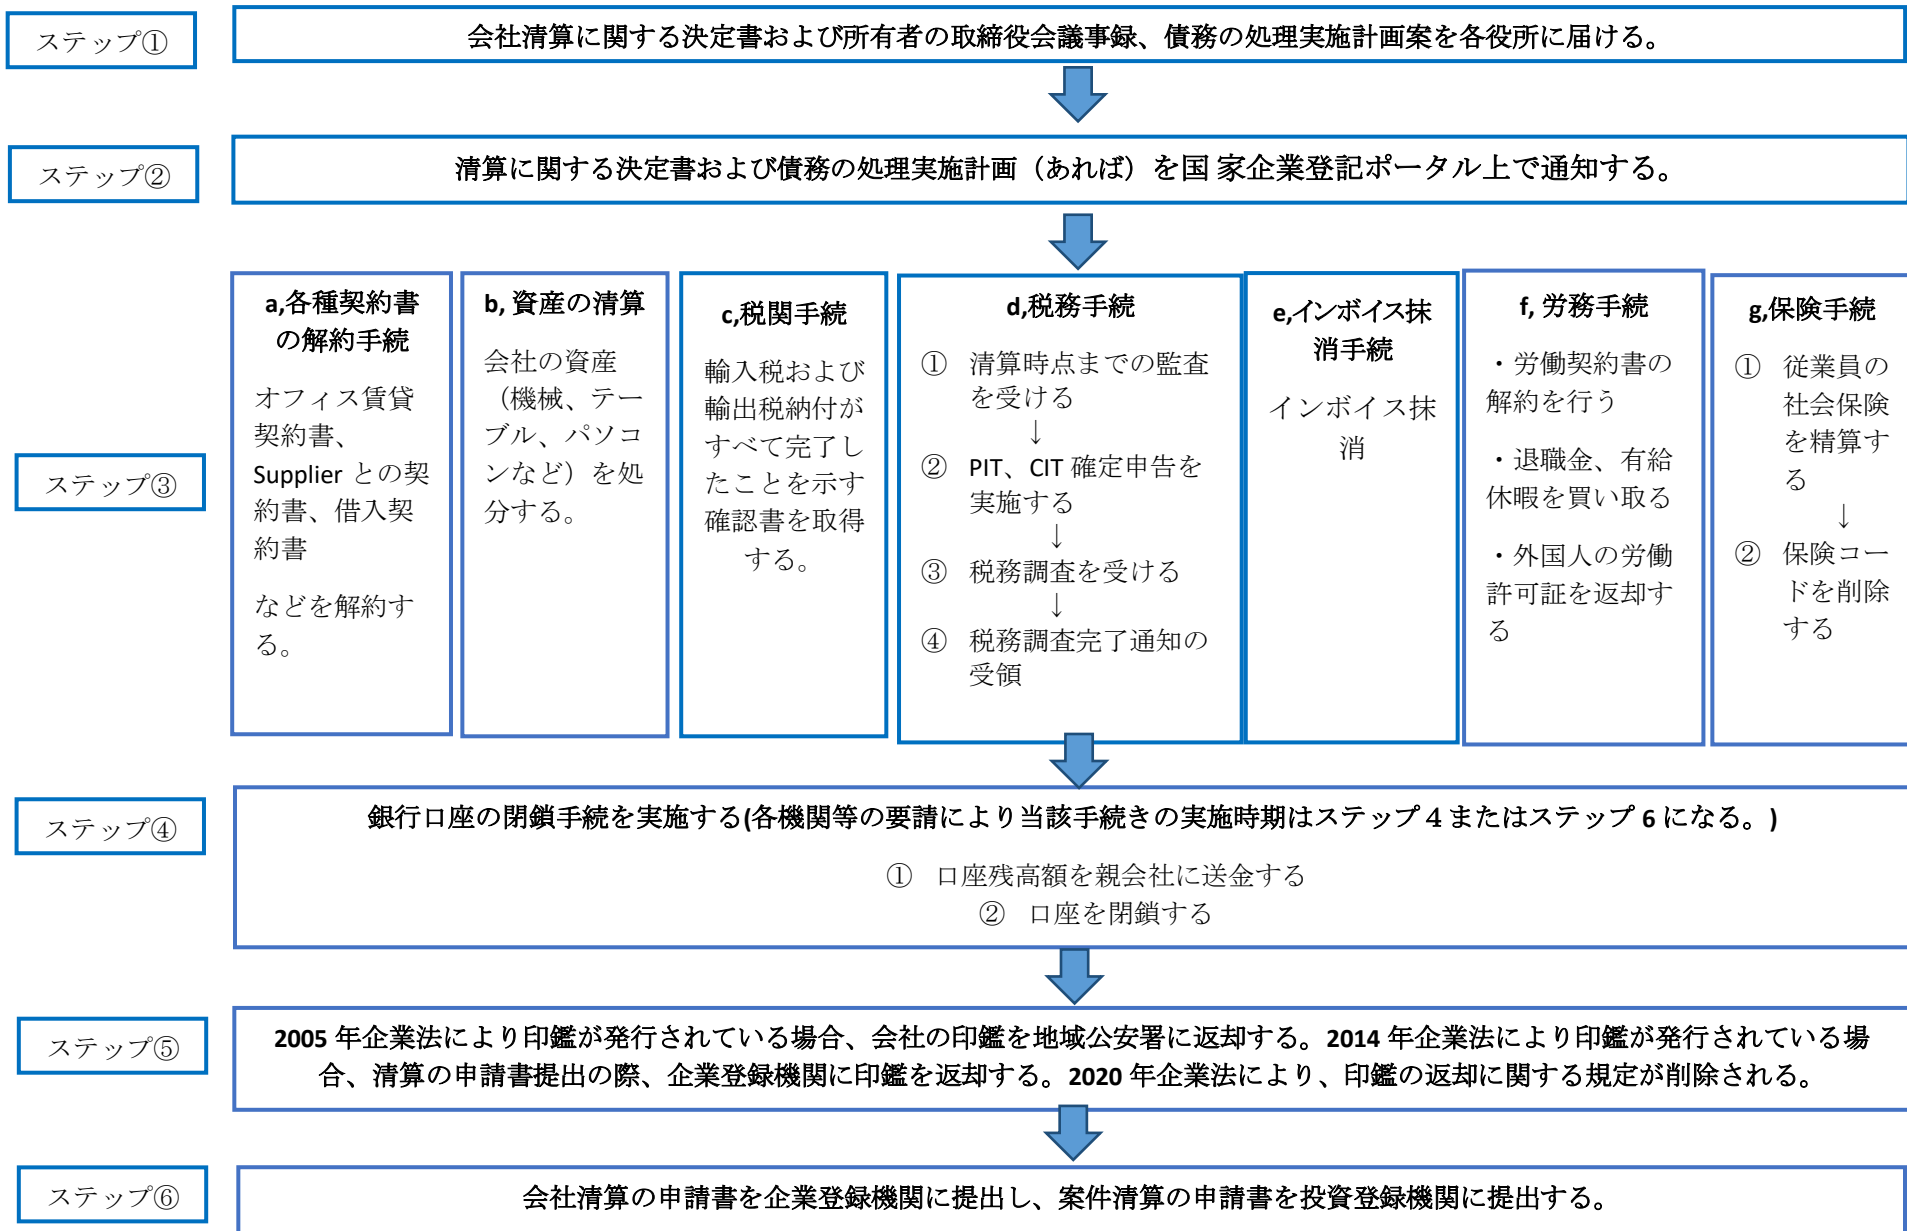 ステップ①
会社清算に関する決定書および所有者の取締役会議事録、債務の処理実施計画案を各役所に届ける。
ステップ②
清算に関する決定書および債務の処理実施計画（あれば）を国家企業登記ポータル上で通知する。
ステップ③
a,各種契約書
の解約手続
オフィス賃貸
契約書、
Supplier との契
約書、借入契
約書
などを解約す
る。
b, 資産の清算
会社の資産
（機械、テー
ブル、パソコ
ンなど）を処
分する。
c,税関手続
輸入税および
輸出税納付が
すべて完了し
たことを示す
確認書を取得
する。
d,税務手続
① 清算時点までの監査
を受ける
↓
② PIT、CIT 確定申告を
実施する
↓
③ 税務調査を受ける
↓
④ 税務調査完了通知の
受領
e,インボイス抹
消手続
インボイス抹
消
f, 労務手続
・労働契約書の
解約を行う
・退職金、有給
休暇を買い取る
・外国人の労働
許可証を返却す
る
g,保険手続
① 従業員の
社会保険
を精算す
る
↓
② 保険コー
ドを削除
する
ステップ④
銀行口座の閉鎖手続を実施する(各機関等の要請により当該手続きの実施時期はステップ４またはステップ 6 になる。)
① 口座残高額を親会社に送金する
② 口座を閉鎖する
ステップ⑤
2005 年企業法により印鑑が発行されている場合、会社の印鑑を地域公安署に返却する。2014 年企業法により印鑑が発行されている場
合、清算の申請書提出の際、企業登録機関に印鑑を返却する。2020 年企業法により、印鑑の返却に関する規定が削除される。
ステップ⑥
会社清算の申請書を企業登録機関に提出し、案件清算の申請書を投資登録機関に提出する。